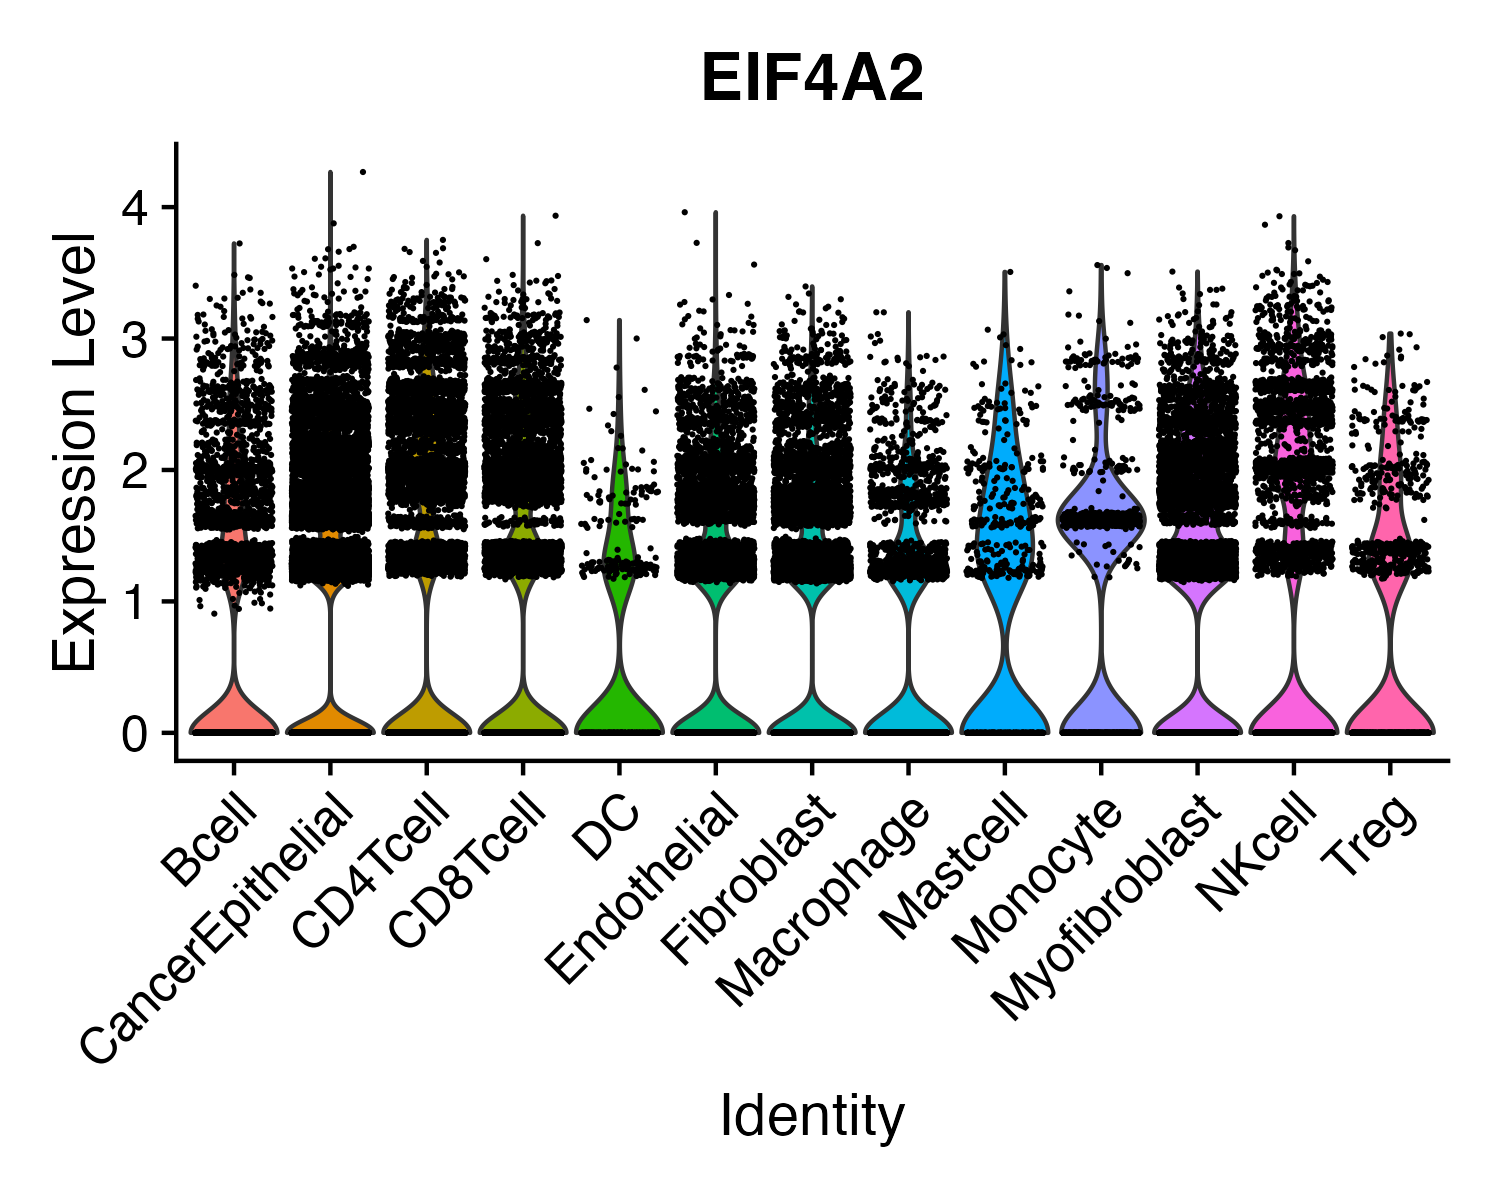 EIF4A2
Expression Level
4
3
2
1
0
Bcell
CancerEpithelial
CD4Tcell
CD8Tcell
DC
Endothelial
Fibroblast
Macrophage
Mastcell
Monocyte
Myofibroblast
NKcell
Treg
Identity